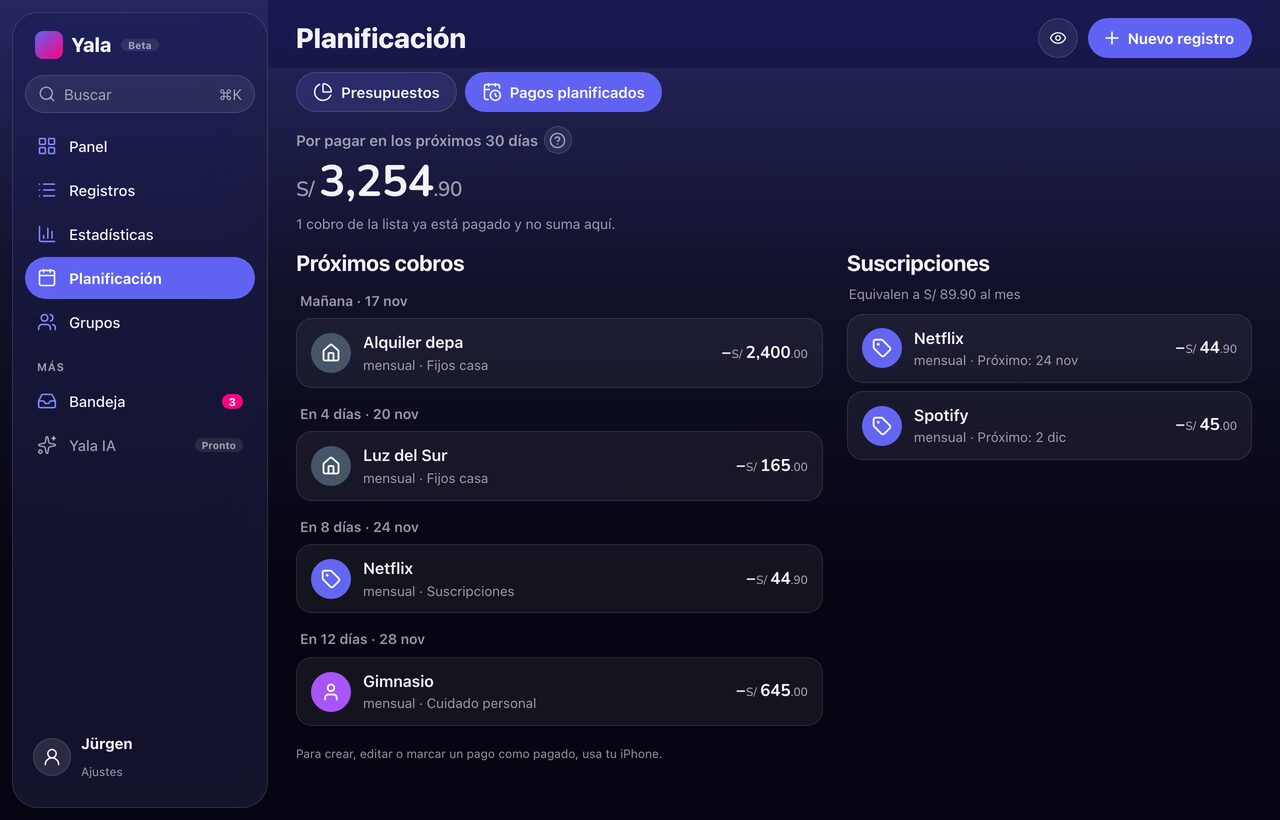 Yala Beta
Buscar ⌘K
Panel
Registros
Estadísticas
Planificación
Grupos
MÁS
Bandeja 3
Yala IA Pronto
Jürgen
Ajustes
Planificación
+ Nuevo registro
Presupuestos
Pagos planificados
Por pagar en los próximos 30 días ?
S/ 3,254.90
1 cobro de la lista ya está pagado y no suma aquí.
Próximos cobros
Mañana · 17 nov
Alquiler depa
mensual · Fijos casa
−S/ 2,400.00
En 4 días · 20 nov
Luz del Sur
mensual · Fijos casa
−S/ 165.00
En 8 días · 24 nov
Netflix
mensual · Suscripciones
−S/ 44.90
En 12 días · 28 nov
Gimnasio
mensual · Cuidado personal
−S/ 645.00
Para crear, editar o marcar un pago como pagado, usa tu iPhone.
Suscripciones
Equivalen a S/ 89.90 al mes
Netflix
mensual · Próximo: 24 nov
−S/ 44.90
Spotify
mensual · Próximo: 2 dic
−S/ 45.00